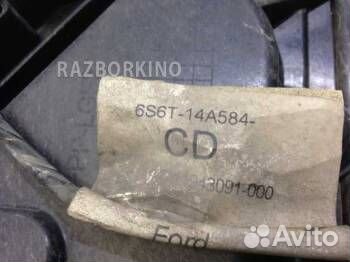 RAZBORKINO
6S6T-14A584-
CD
3091-000
Ford
Avito